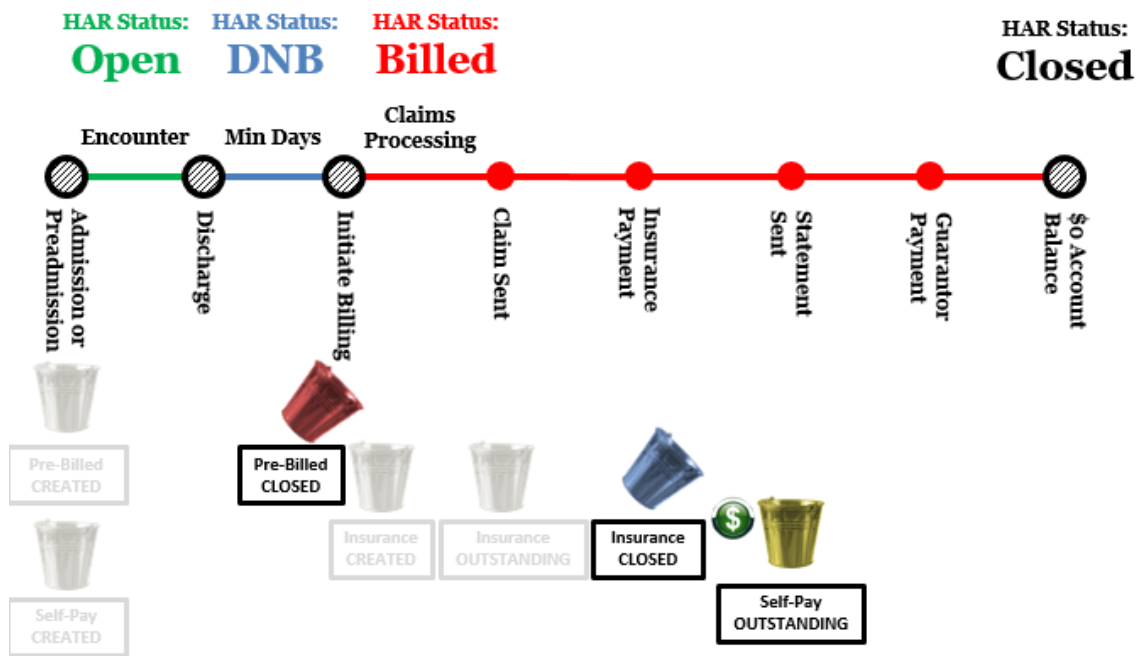 HAR Status:
Open
HAR Status:
DNB
HAR Status:
Billed
HAR Status:
Closed
Encounter
Min Days
Claims
Processing
Admission or
Preadmission
Discharge
Initiate Billing
Claim Sent
Insurance
Payment
Statement
Sent
Guarantor
Payment
$0 Account
Balance
Pre-Billed
CREATED
Pre-Billed
CLOSED
Insurance
CREATED
Insurance
OUTSTANDING
Insurance
CLOSED
$
Self-Pay
CREATED
Self-Pay
OUTSTANDING